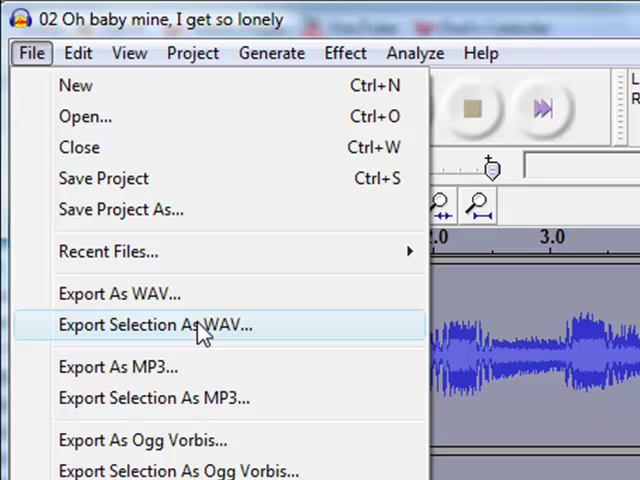 02 Oh baby mine, I get so lonely
File Edit View Project Generate Effect Analyze Help
New Ctrl+N
Open... Ctrl+O
Close Ctrl+W
Save Project Ctrl+S
Save Project As...
Recent Files...
Export As WAV...
Export Selection As WAV...
Export As MP3...
Export Selection As MP3...
Export As Ogg Vorbis...
Export Selection As Ogg Vorbis...
L
R
2.0 3.0